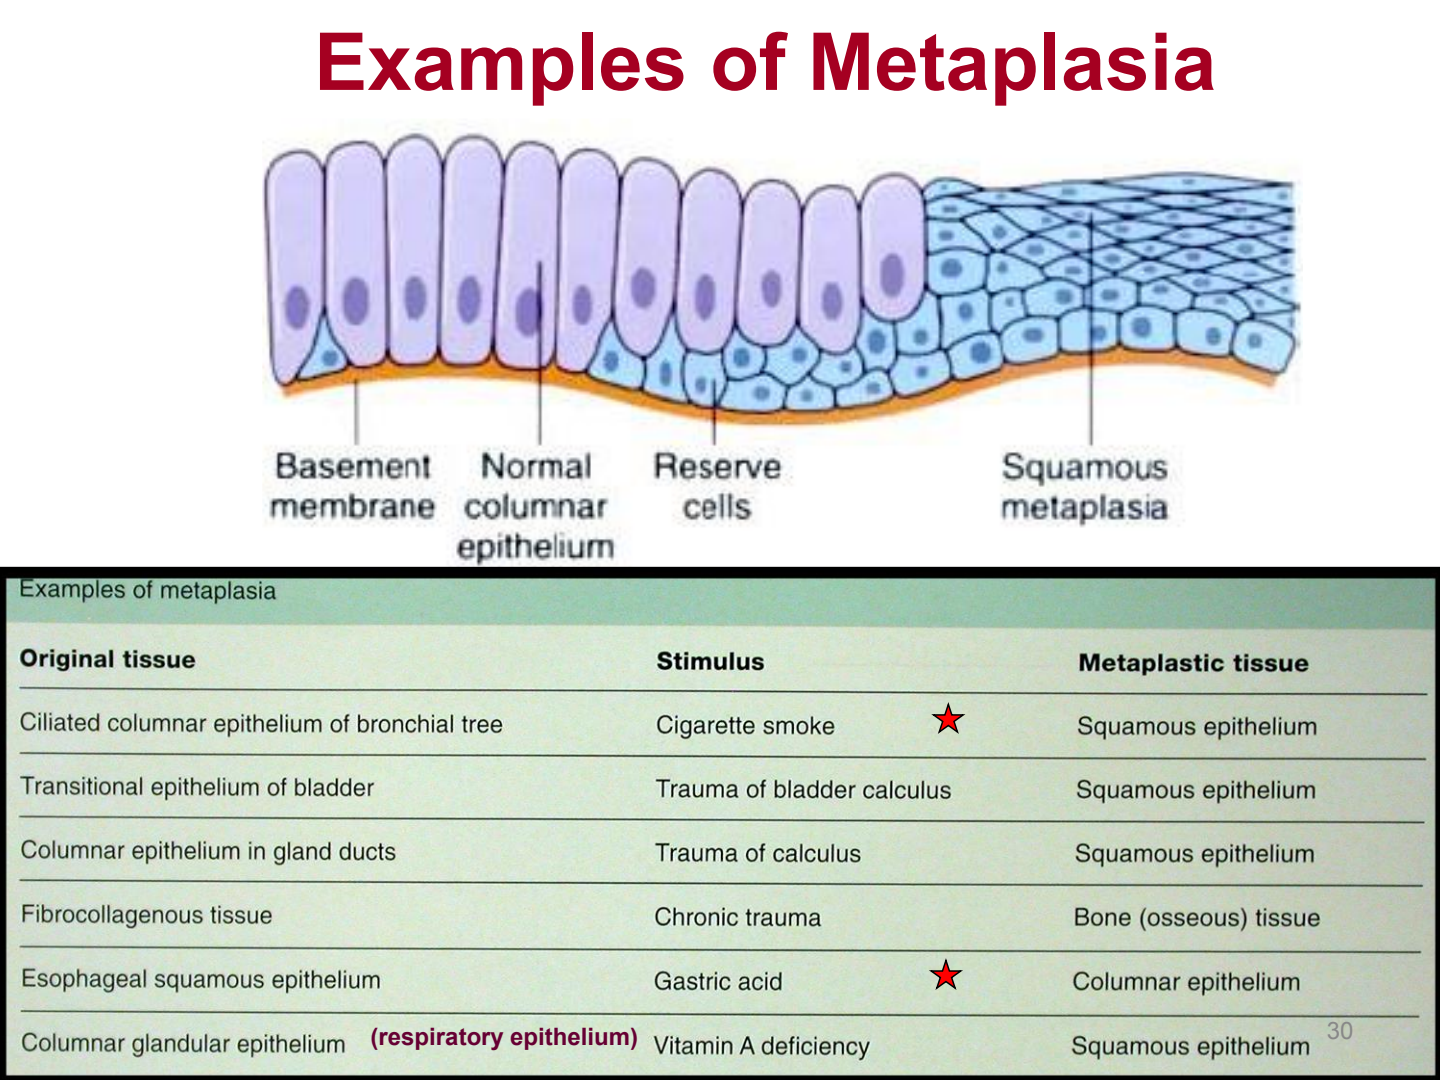 Examples of Metaplasia
Basement
membrane
Normal
columnar
epithelium
Reserve
cells
Squamous
metaplasia
Examples of metaplasia
Original tissue Stimulus Metaplastic tissue
Ciliated columnar epithelium of bronchial tree Cigarette smoke Squamous epithelium
Transitional epithelium of bladder Trauma of bladder calculus Squamous epithelium
Columnar epithelium in gland ducts Trauma of calculus Squamous epithelium
Fibrocollagenous tissue Chronic trauma Bone (osseous) tissue
Esophageal squamous epithelium Gastric acid Columnar epithelium
Columnar glandular epithelium (respiratory epithelium) Vitamin A deficiency Squamous epithelium
30